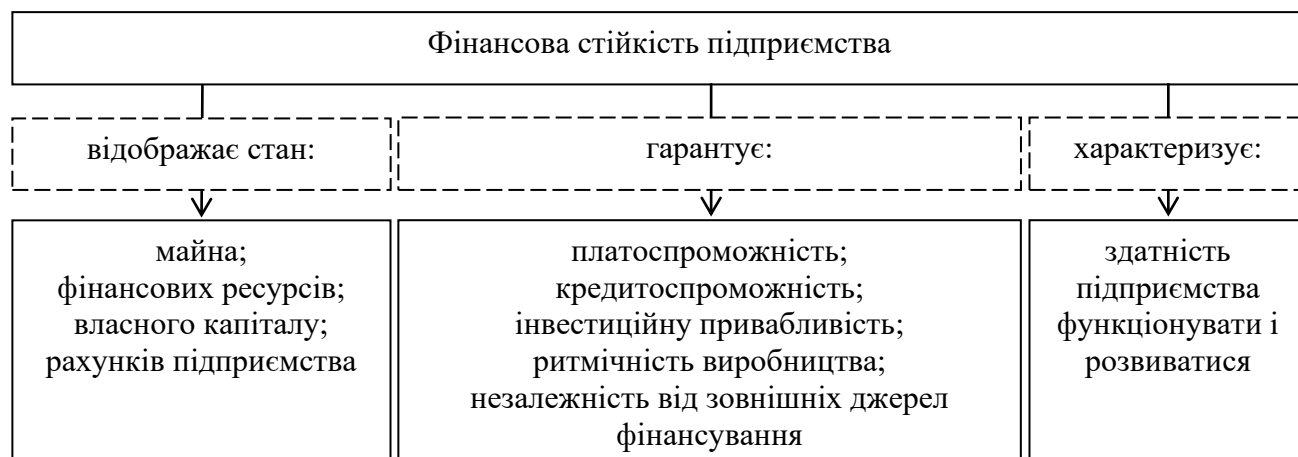 Фінансова стійкість підприємства
відображає стан:
гарантує:
характеризує:
майна;
фінансових ресурсів;
власного капіталу;
рахунків підприємства
платоспроможність;
кредитоспроможність;
інвестиційну привабливість;
ритмічність виробництва;
незалежність від зовнішніх джерел
фінансування
здатність
підприємства
функціонувати і
розвиватися